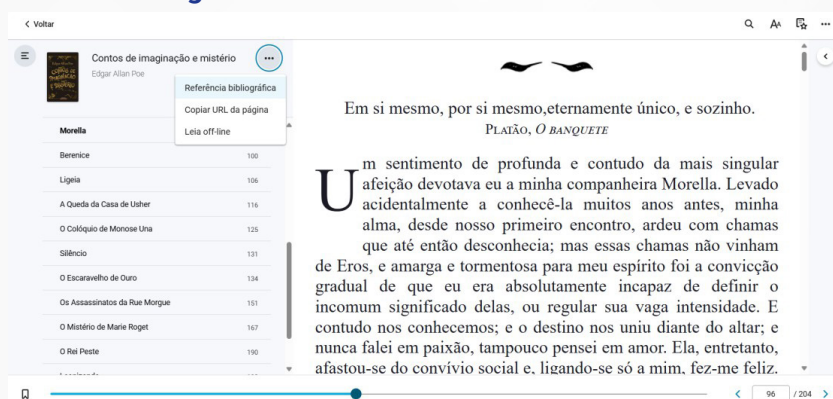 g
Voltar
Contos de imaginação e mistério
Edgar Allan Poe
Referência bibliográfica
Copiar URL da página
Leia off-line
Morella
Berenice 100
Ligeia 106
A Queda da Casa de Usher 116
O Colóquio de Monose Una 125
Silêncio 131
O Escaravelho de Ouro 134
Os Assassinatos da Rue Morgue 151
O Mistério de Marie Roget 167
O Rei Peste 190
AA
Em si mesmo, por si mesmo,eternamente único, e sozinho.
PLATÃO, O BANQUETE
Um sentimento de profunda e contudo da mais singular
afeição devotava eu a minha companheira Morella. Levado
acidentalmente a conhecê-la muitos anos antes, minha
alma, desde nosso primeiro encontro, ardeu com chamas
que até então desconhecia; mas essas chamas não vinham
de Eros, e amarga e tormentosa para meu espírito foi a convicção
gradual de que eu era absolutamente incapaz de definir o
incomum significado delas, ou regular sua vaga intensidade. E
contudo nos conhecemos; e o destino nos uniu diante do altar; e
nunca falei em paixão, tampouco pensei em amor. Ela, entretanto,
afastou-se do convívio social e, ligando-se só a mim, fez-me feliz.
96 / 204